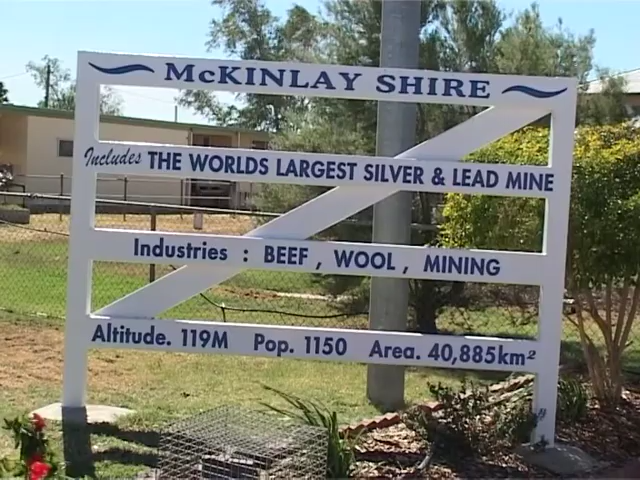 McKINLAY SHIRE
Includes THE WORLDS LARGEST SILVER & LEAD MINE
Industries : BEEF , WOOL , MINING
Altitude. 119M Pop. 1150 Area. 40,885km²